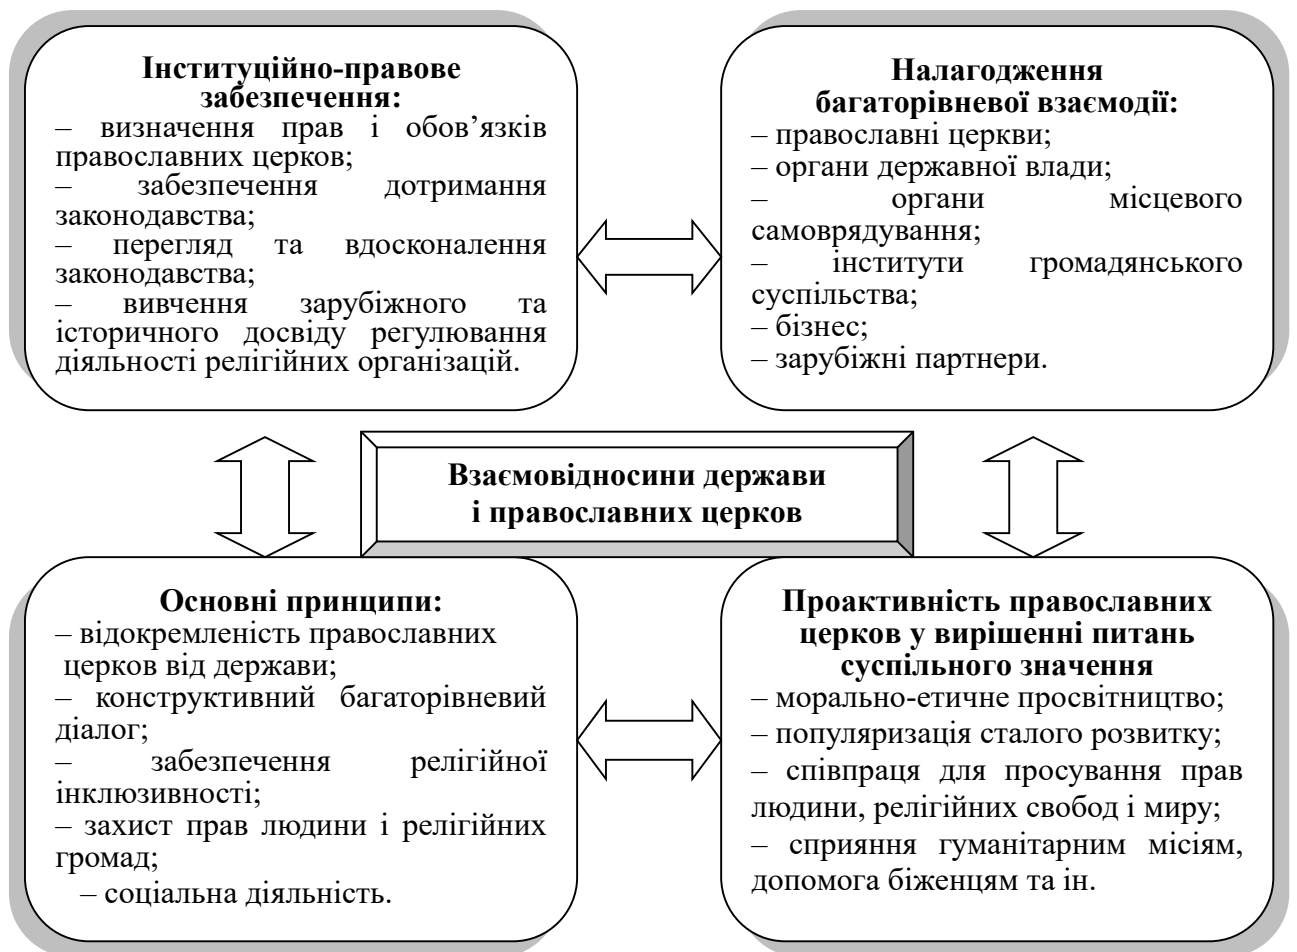 Інституційно-правове
забезпечення:
– визначення прав і обов’язків
православних церков;
– забезпечення дотримання
законодавства;
– перегляд та вдосконалення
законодавства;
– вивчення зарубіжного та
історичного досвіду регулювання
діяльності релігійних організацій.
Налагодження
багаторівневої взаємодії:
– православні церкви;
– органи державної влади;
– органи місцевого
самоврядування;
– інститути громадянського
суспільства;
– бізнес;
– зарубіжні партнери.
Взаємовідносини держави
і православних церков
Основні принципи:
– відокремленість православних
церков від держави;
– конструктивний багаторівневий
діалог;
– забезпечення релігійної
інклюзивності;
– захист прав людини і релігійних
громад;
– соціальна діяльність.
Проактивність православних
церков у вирішенні питань
суспільного значення
– морально-етичне просвітництво;
– популяризація сталого розвитку;
– співпраця для просування прав
людини, релігійних свобод і миру;
– сприяння гуманітарним місіям,
допомога біженцям та ін.